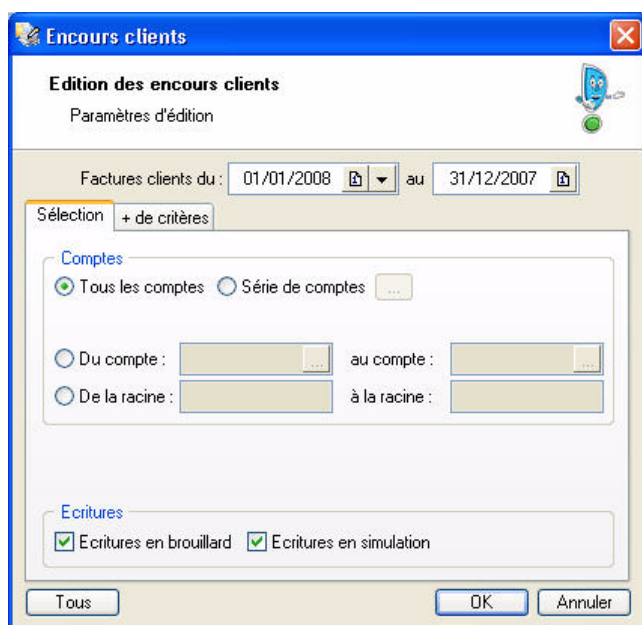 Encours clients
Edition des encours clients
Paramètres d'édition
Factures clients du : 01/01/2008 au 31/12/2007
Sélection + de critères
Comptes
Tous les comptes Série de comptes ...
Du compte : ... au compte : ...
De la racine : à la racine :
Ecritures
Ecritures en brouillard Ecritures en simulation
Tous OK Annuler